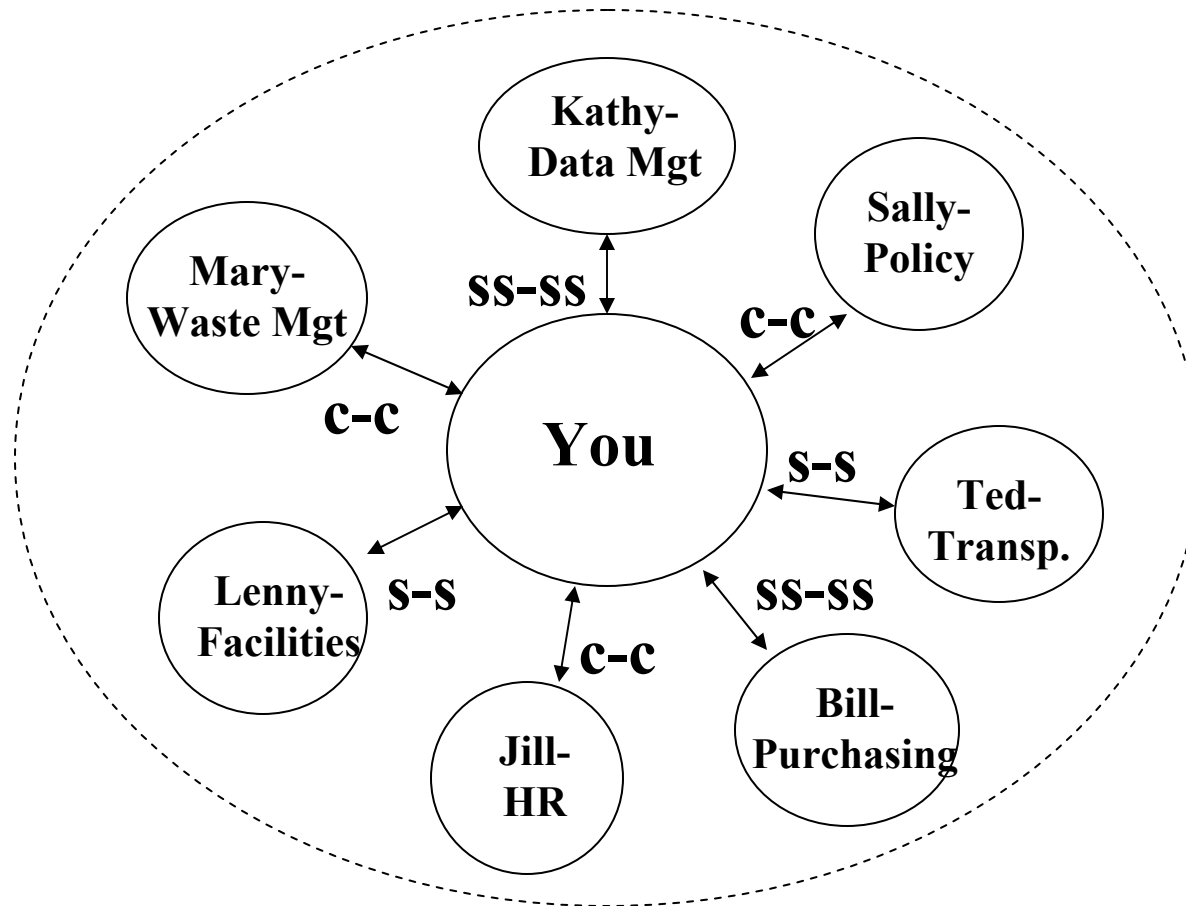 Kathy-
Data Mgt
Sally-
Policy
Mary-
Waste Mgt
ss-ss
c-c
c-c
You
s-s
Ted-
Transp.
Lenny-
Facilities
s-s
ss-ss
c-c
Bill-
Purchasing
Jill-
HR